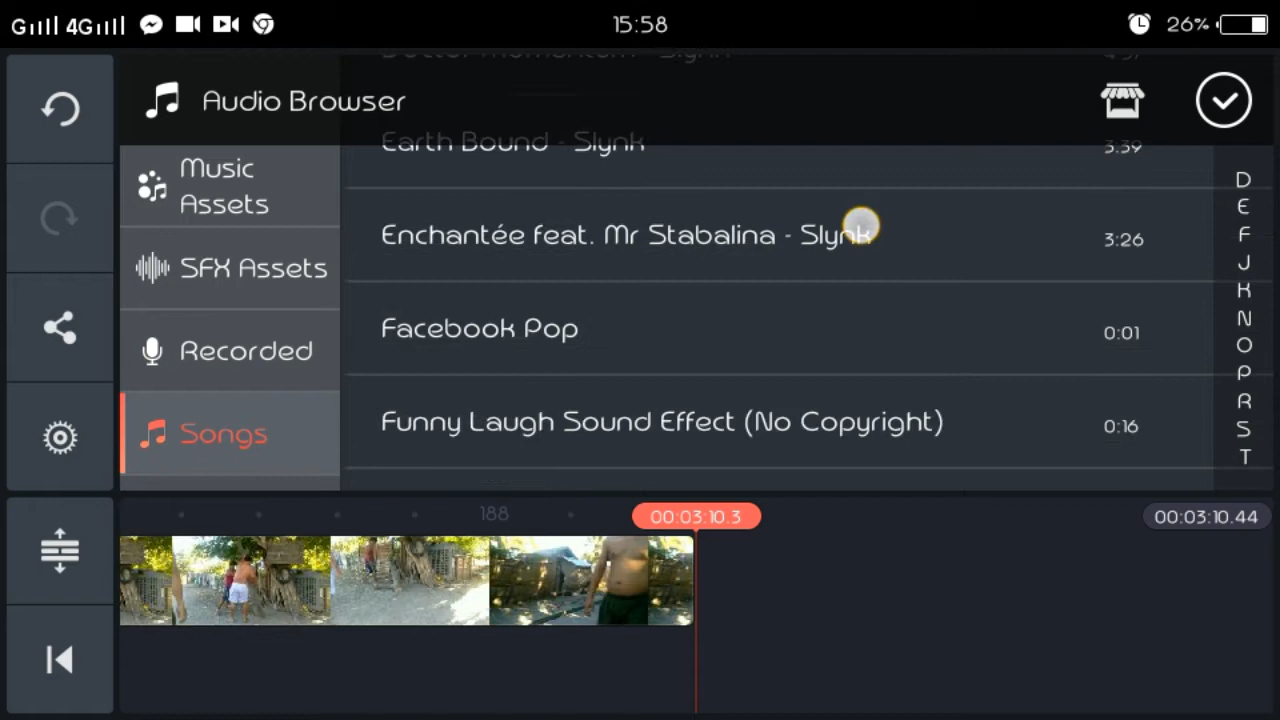 G 4G 15:58 26%
Audio Browser
Earth Bound - Slynk 3:39
Music
Assets
Enchantée feat. Mr Stabalina - Slynk 3:26
SFX Assets
Facebook Pop 0:01
Recorded
Funny Laugh Sound Effect (No Copyright) 0:16
Songs
D
E
F
J
K
N
O
P
R
S
T
188
00:03:10.3
00:03:10.44